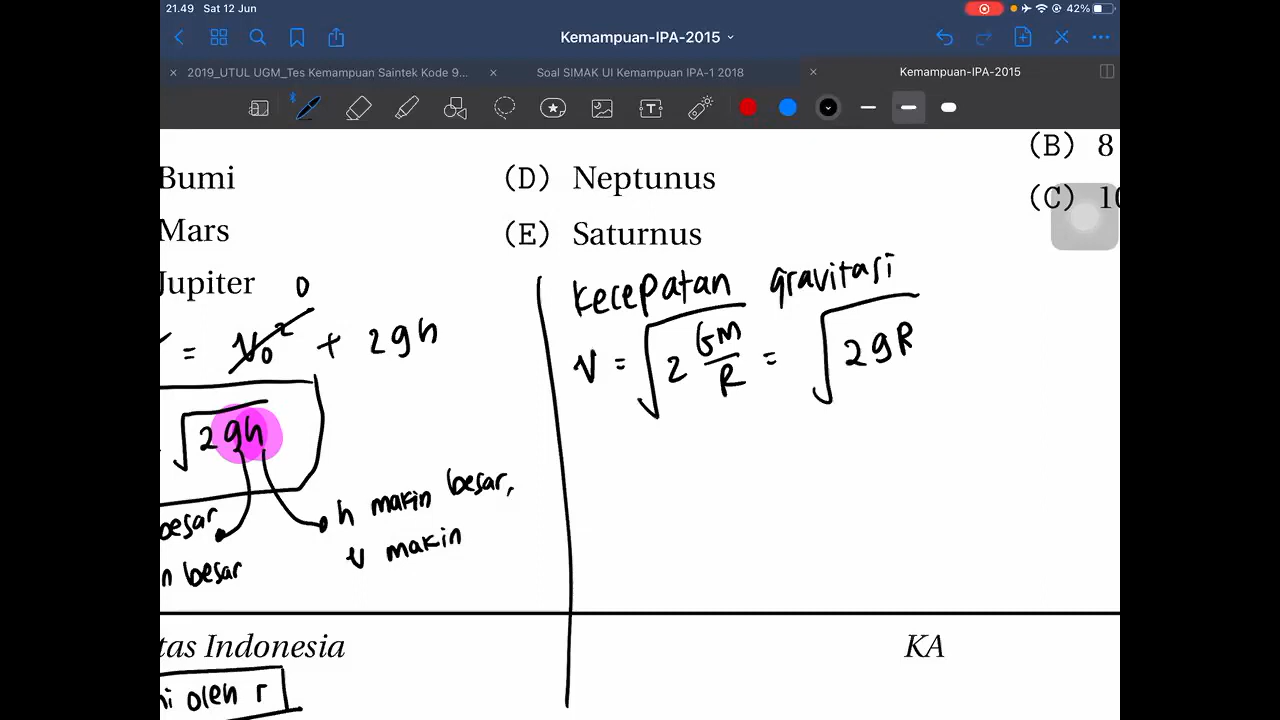 21.49 Sat 12 Jun 42%
Kemampuan-IPA-2015
2019_UTUL UGM_Tes Kemampuan Saintek Kode 9... Soal SIMAK UI Kemampuan IPA-1 2018 Kemampuan-IPA-2015
(B) 8
Bumi (D) Neptunus
(C)
Mars (E) Saturnus
Jupiter
0
= v₀² + 2gh
√2gh
besar
besar
h makin besar,
v makin
kecepatan gravitasi
v = √2 GM/R = √2gR
tas Indonesia KA
oleh r